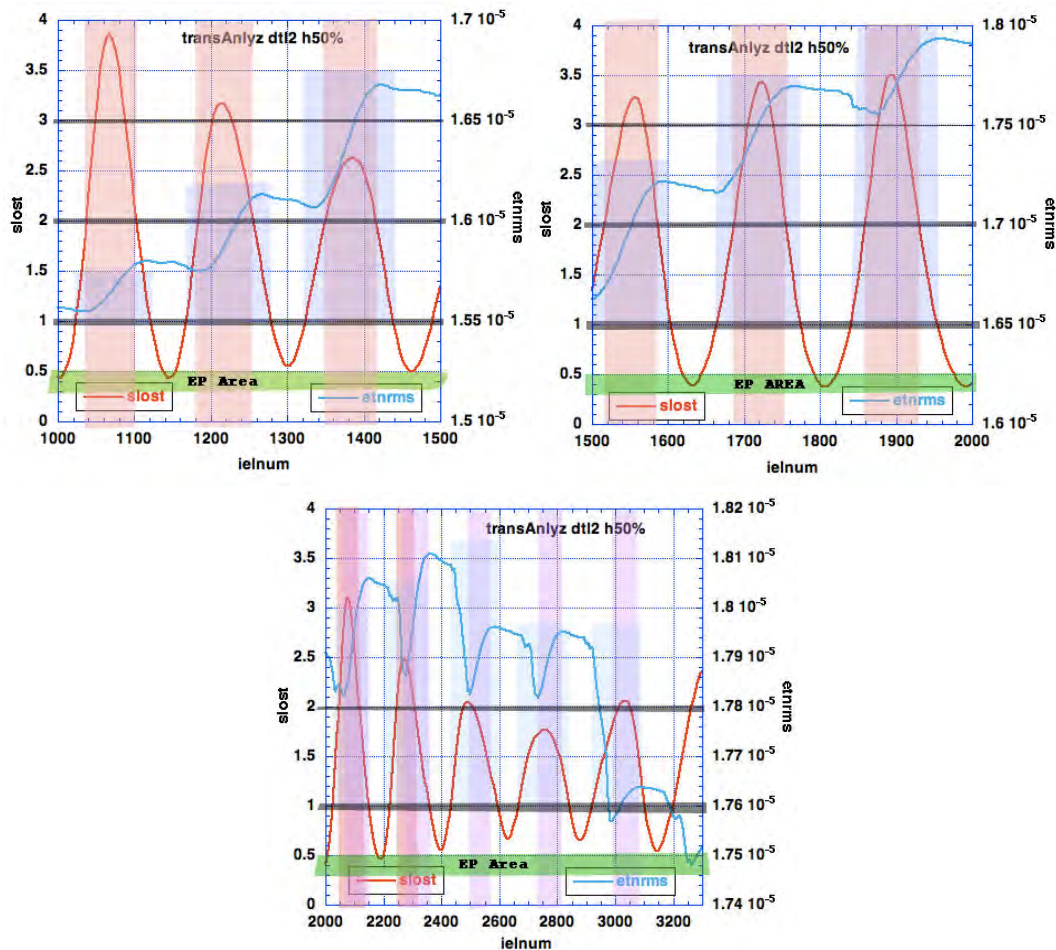 transAnlyz dtl2 h50%
slost
etnrms
4
3.5
3
2.5
2
1.5
1
0.5
0
1.7 10-5
1.65 10-5
1.6 10-5
1.55 10-5
1.5 10-5
EP Area
slost
etnrms
1000 1100 1200 1300 1400 1500
ielnum
transAnlyz dtl2 h50%
slost
etnrms
4
3.5
3
2.5
2
1.5
1
0.5
0
1.8 10-5
1.75 10-5
1.7 10-5
1.65 10-5
1.6 10-5
EP AREA
slost
etnrms
1500 1600 1700 1800 1900 2000
ielnum
transAnlyz dtl2 h50%
slost
etnrms
4
3.5
3
2.5
2
1.5
1
0.5
0
1.82 10-5
1.81 10-5
1.8 10-5
1.79 10-5
1.78 10-5
1.77 10-5
1.76 10-5
1.75 10-5
1.74 10-5
EP Area
slost
etnrms
2000 2200 2400 2600 2800 3000 3200
ielnum